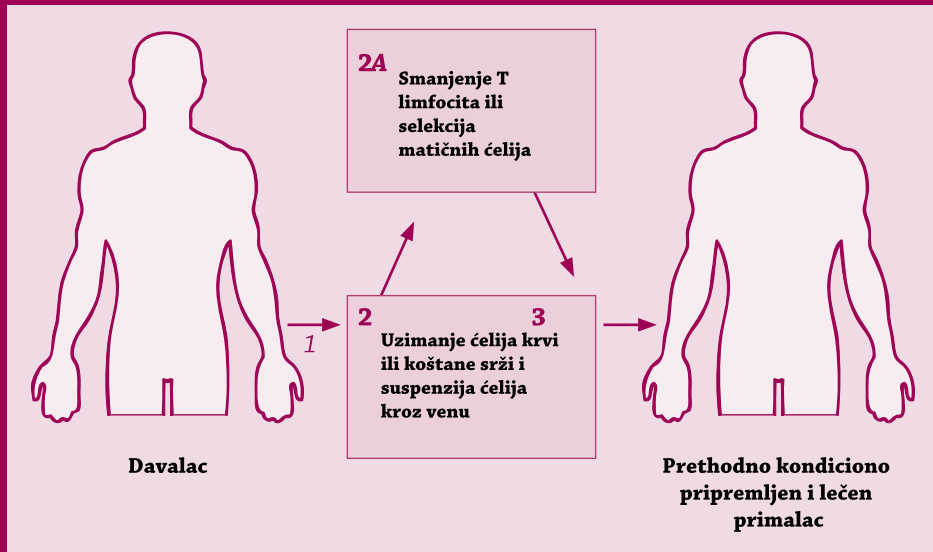 2A
Smanjenje T
limfocita ili
selekcija
matičnih ćelija
1
2
3
Uzimanje ćelija krvi
ili koštane srži i
suspenzija ćelija
kroz venu
Davalac
Prethodno kondiciono
pripremljen i lečen
primalac